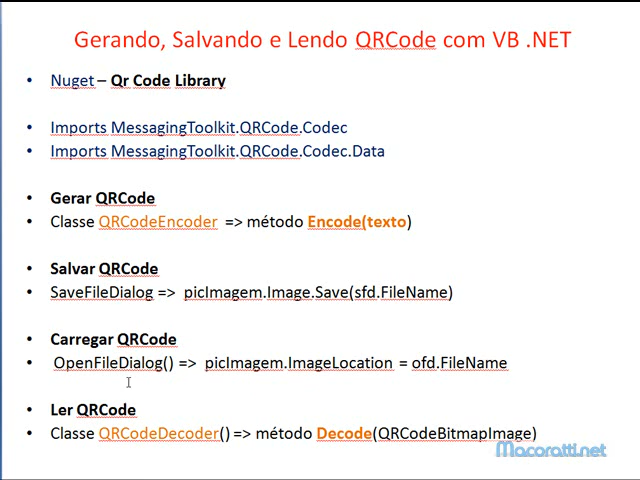 Gerando, Salvando e Lendo QRCode com VB .NET
• Nuget – Qr Code Library
• Imports MessagingToolkit.QRCode.Codec
• Imports MessagingToolkit.QRCode.Codec.Data
• Gerar QRCode
• Classe QRCodeEncoder => método Encode(texto)
• Salvar QRCode
• SaveFileDialog => picImagem.Image.Save(sfd.FileName)
• Carregar QRCode
• OpenFileDialog() => picImagem.ImageLocation = ofd.FileName
• Ler QRCode
• Classe QRCodeDecoder() => método Decode(QRCodeBitmapImage)
Macoratti.net